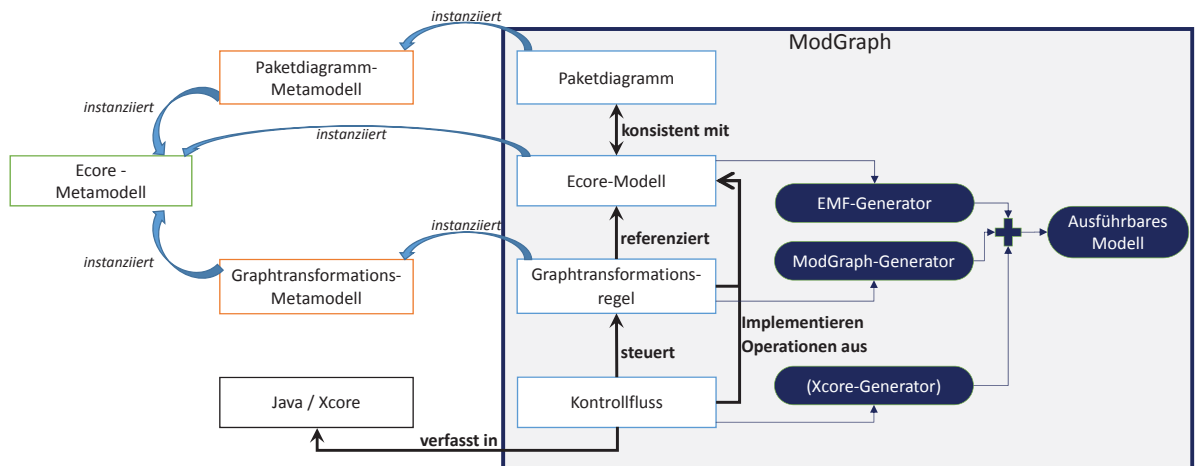 instanziiert
ModGraph
Paketdiagramm-
Metamodell
Paketdiagramm
instanziiert
instanziiert
konsistent mit
Ecore -
Metamodell
Ecore-Modell
EMF-Generator
Ausführbares
Modell
instanziiert
instanziiert
referenziert
ModGraph-Generator
Graphtransformations-
Metamodell
Graphtransformations-
regel
Implementieren
Operationen aus
steuert
Java / Xcore
Kontrollfluss
(Xcore-Generator)
verfasst in